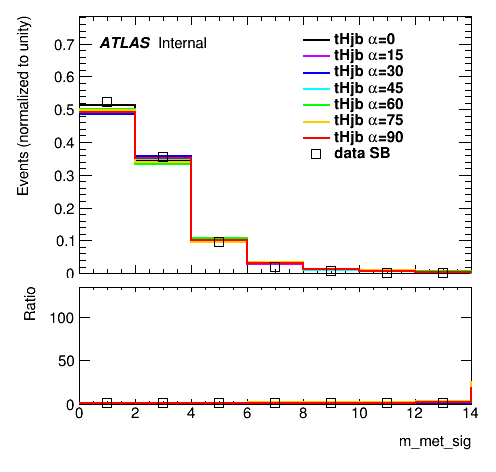 Events (normalized to unity)
0.7
0.6
0.5
0.4
0.3
0.2
0.1
0
ATLAS Internal
tHjb α=0
tHjb α=15
tHjb α=30
tHjb α=45
tHjb α=60
tHjb α=75
tHjb α=90
data SB
Ratio
100
50
0
0 2 4 6 8 10 12 14
m_met_sig